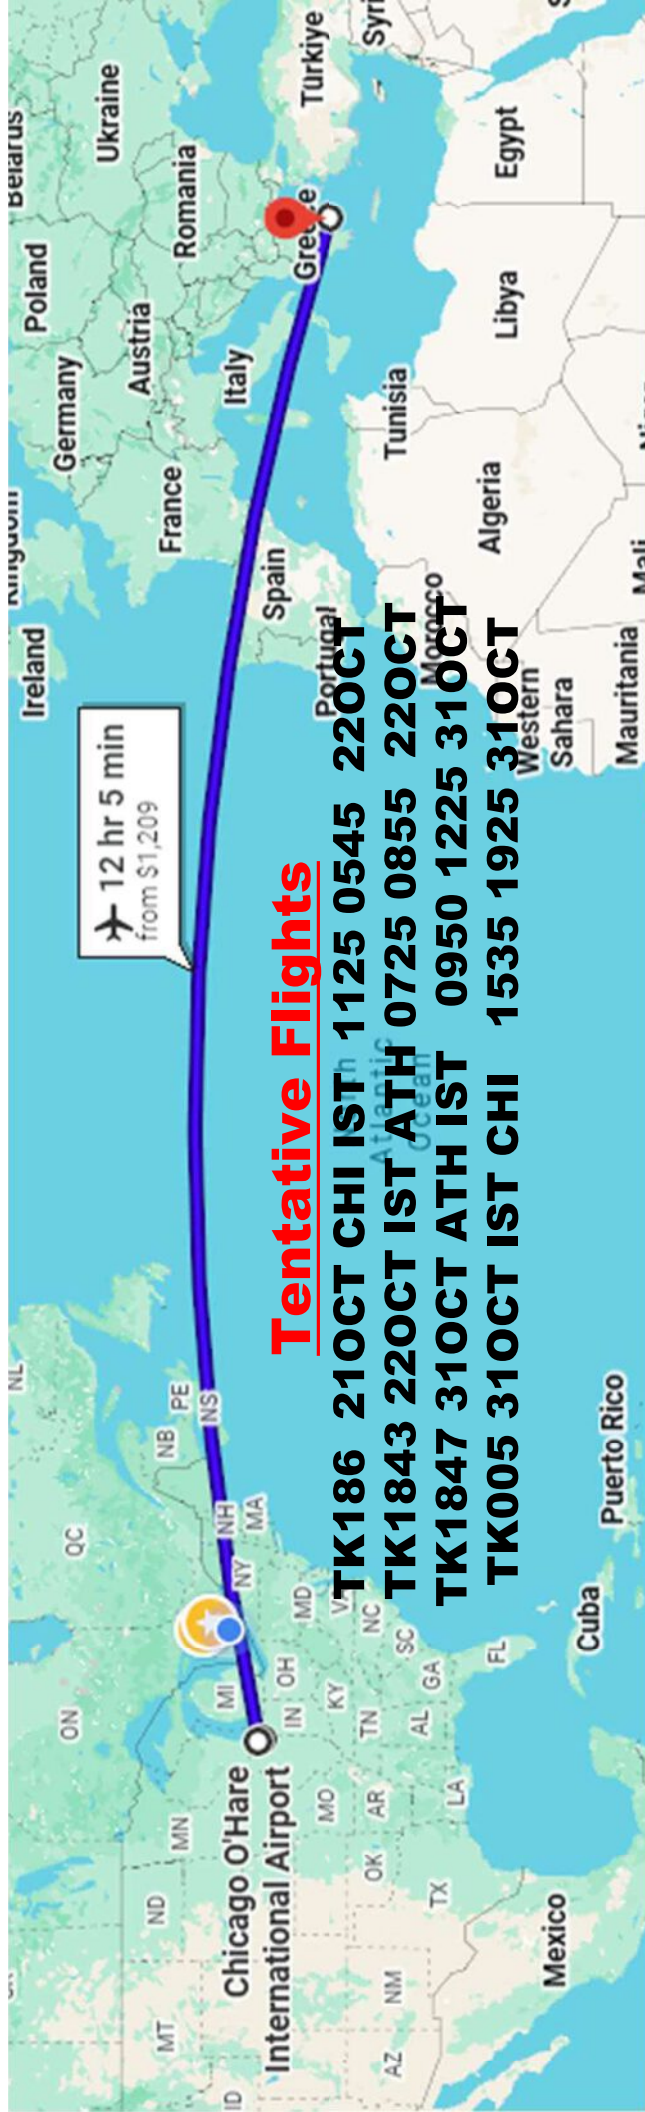 Tentative Flights
TK186 21OCT CHI IST 1125 0545 22OCT
TK1843 22OCT IST ATH 0725 0855 22OCT
TK1847 31OCT ATH IST 0950 1225 31OCT
TK005 31OCT IST CHI 1535 1925 31OCT
12 hr 5 min
from $1,209
Chicago O'Hare
International Airport
North
Atlantic
Ocean
Ireland
Poland
Belarus
Ukraine
Germany
Austria
Romania
France
Italy
Greece
Türkiye
Spain
Portugal
Tunisia
Morocco
Algeria
Libya
Egypt
Western
Sahara
Mauritania
Mali
Mexico
Cuba
Puerto Rico
NL
QC
ON
NB
PE
NS
NH
MA
NY
MD
MI
OH
IN
KY
NC
TN
SC
GA
AL
FL
MN
MO
AR
LA
ND
OK
TX
MT
NM
AZ
ID